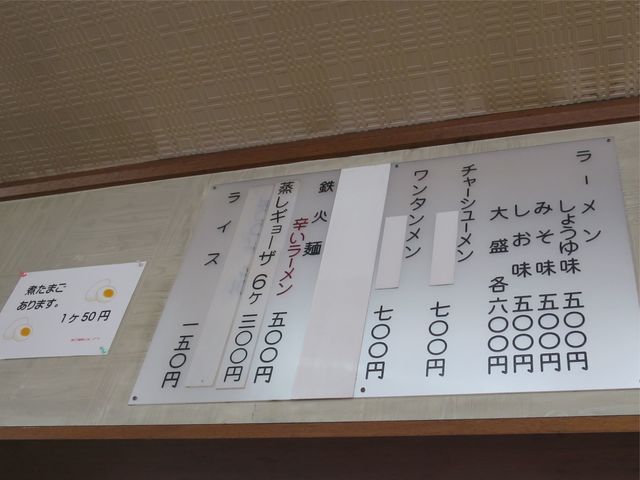 ラーメン
しょうゆ味 五〇〇円
みそ味 五〇〇円
しお味 五〇〇円
大盛各 六〇〇円
チャーシューメン 七〇〇円
ワンタンメン 七〇〇円
鉄火麺
辛いラーメン 五〇〇円
蒸しギョーザ 6ヶ 三〇〇円
ライス 一五〇円
煮たまご
あります。
1ヶ50円